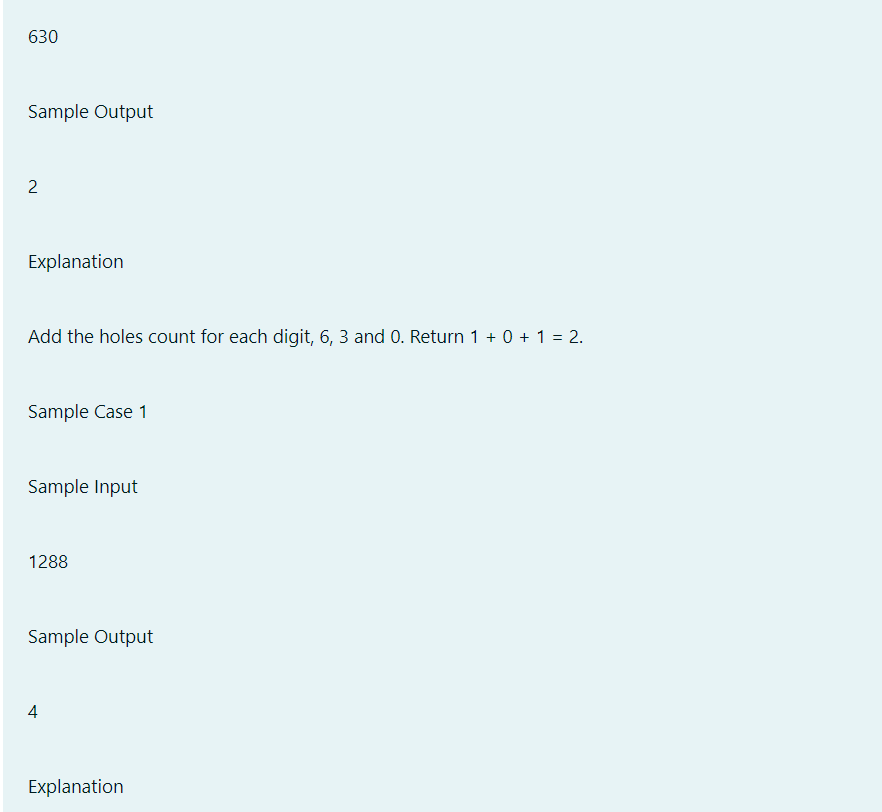 630
Sample Output
2
Explanation
Add the holes count for each digit, 6, 3 and 0. Return 1 + 0 + 1 = 2.
Sample Case 1
Sample Input
1288
Sample Output
4
Explanation